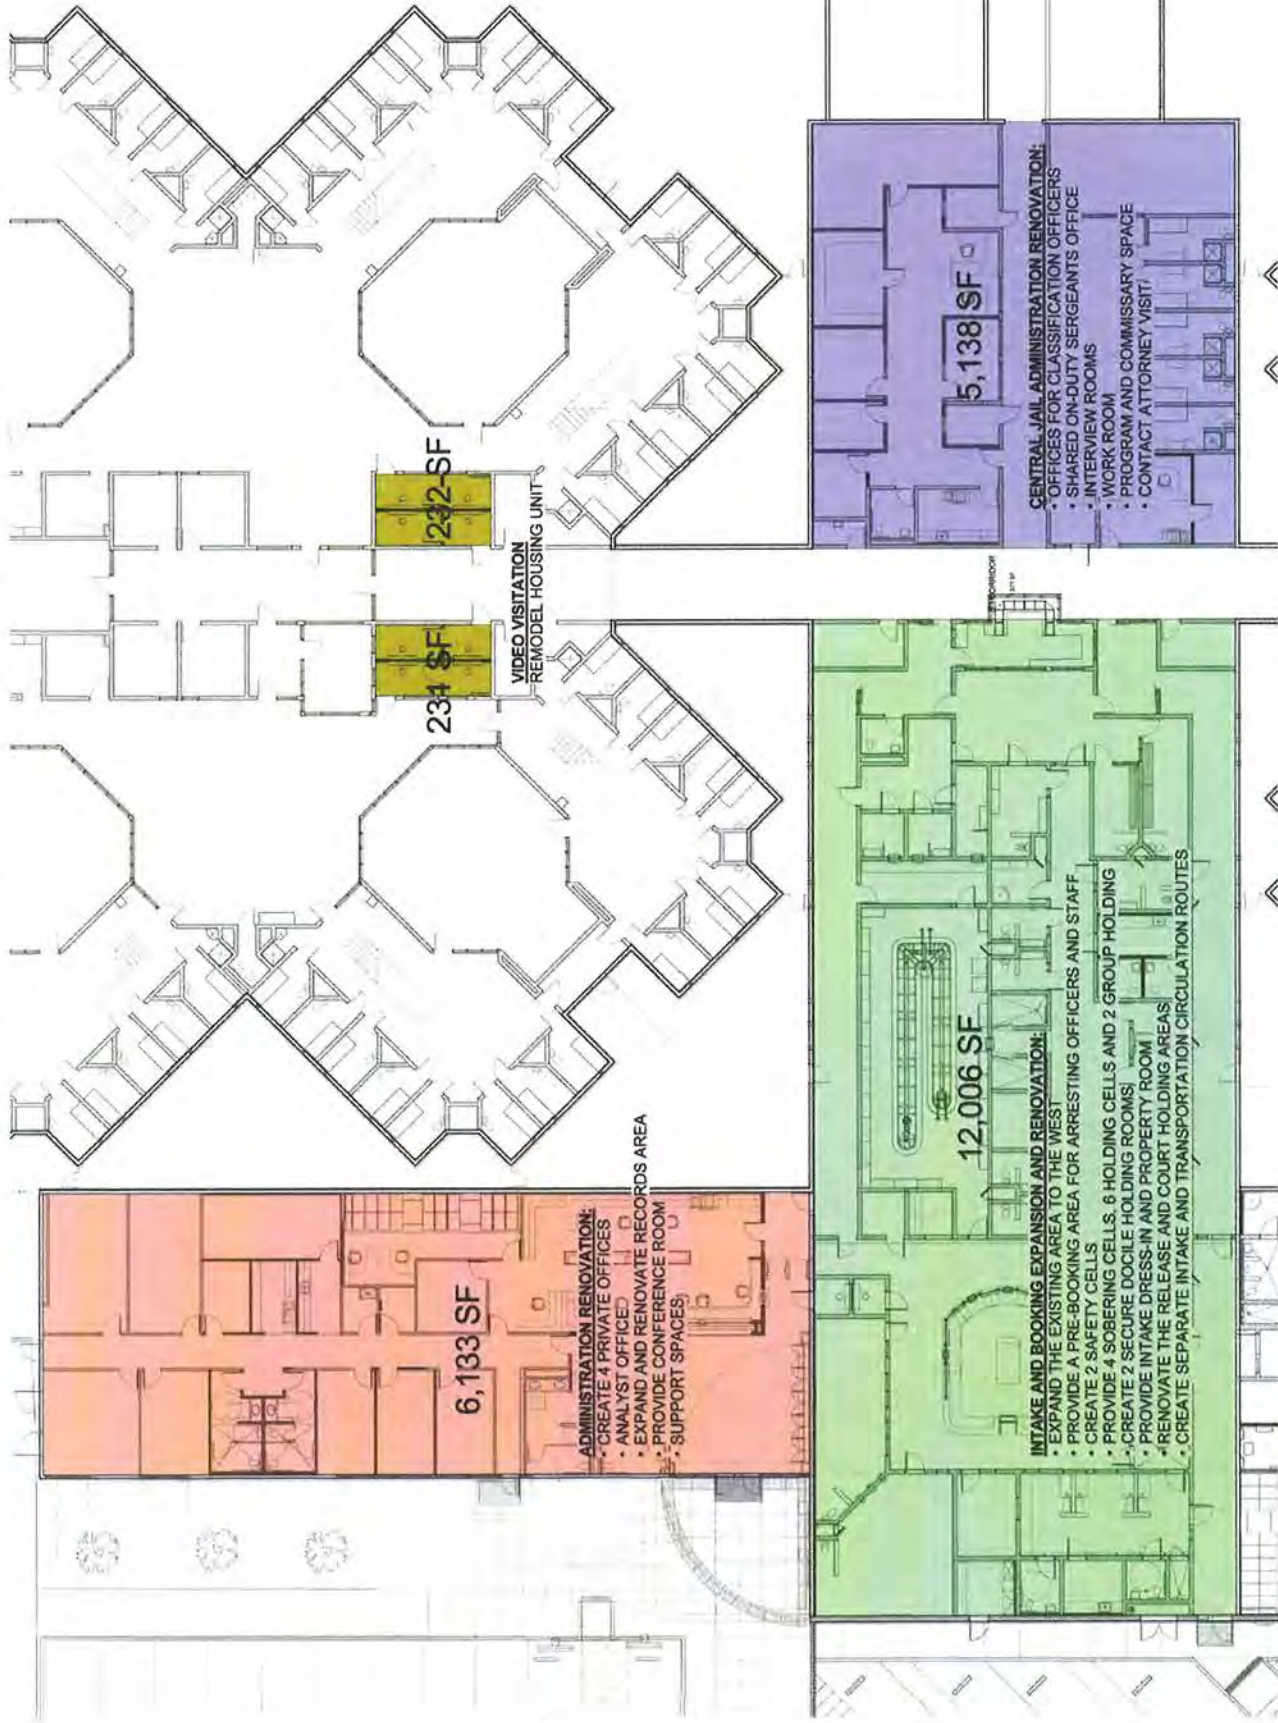 232 SF
231 SF
VIDEO VISITATION
REMODEL HOUSING UNIT
6,133 SF
ADMINISTRATION RENOVATION:
• CREATE 4 PRIVATE OFFICES
• ANALYST OFFICE
• EXPAND AND RENOVATE RECORDS AREA
• PROVIDE CONFERENCE ROOM
• SUPPORT SPACES
5,138 SF
CENTRAL JAIL ADMINISTRATION RENOVATION:
• OFFICES FOR CLASSIFICATION OFFICERS
• SHARED ON-DUTY SERGEANTS OFFICE
• INTERVIEW ROOMS
• WORK ROOM
• PROGRAM AND COMMISSARY SPACE
• CONTACT ATTORNEY VISIT
CORRIDOR
12,006 SF
INTAKE AND BOOKING EXPANSION AND RENOVATION:
• EXPAND THE EXISTING AREA TO THE WEST
• PROVIDE A PRE-BOOKING AREA FOR ARRESTING OFFICERS AND STAFF
• CREATE 2 SAFETY CELLS
• PROVIDE 4 SOBERING CELLS, 6 HOLDING CELLS AND 2 GROUP HOLDING
• CREATE 2 SECURE DOCILE HOLDING ROOMS
• PROVIDE INTAKE DRESS-IN AND PROPERTY ROOM
• RENOVATE THE RELEASE AND COURT HOLDING AREAS
• CREATE SEPARATE INTAKE AND TRANSPORTATION CIRCULATION ROUTES